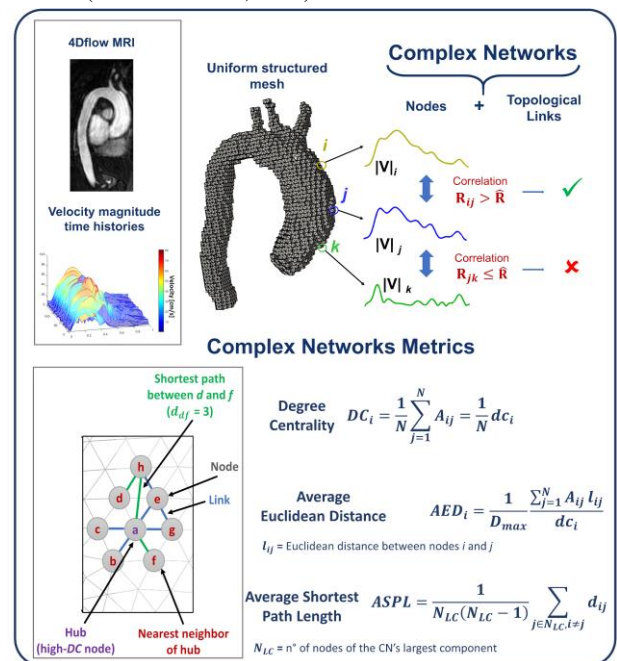 4Dflow MRI
Velocity magnitude
time histories
Velocity [cm/s]
Uniform structured
mesh
Complex Networks
Nodes + Topological
Links
i
j
k
|V|i
|V| j
|V| k
Correlation
Rij > R̂
✓
Correlation
Rjk ≤ R̂
✘
Complex Networks Metrics
Shortest path
between d and f
(ddf = 3)
Node
Link
h
d
e
c
a
g
b
f
Hub
(high-DC node)
Nearest neighbor
of hub
Degree
Centrality
DCi = 1/N ∑_{j=1}^{N} Aij = 1/N dci
Average
Euclidean Distance
AEDi = 1/Dmax ∑_{j=1}^{N} Aij lij / dci
lij = Euclidean distance between nodes i and j
Average Shortest
Path Length
ASPL = 1/NLC(NLC − 1) ∑_{j∈NLC,i≠j} dij
NLC = n° of nodes of the CN's largest component